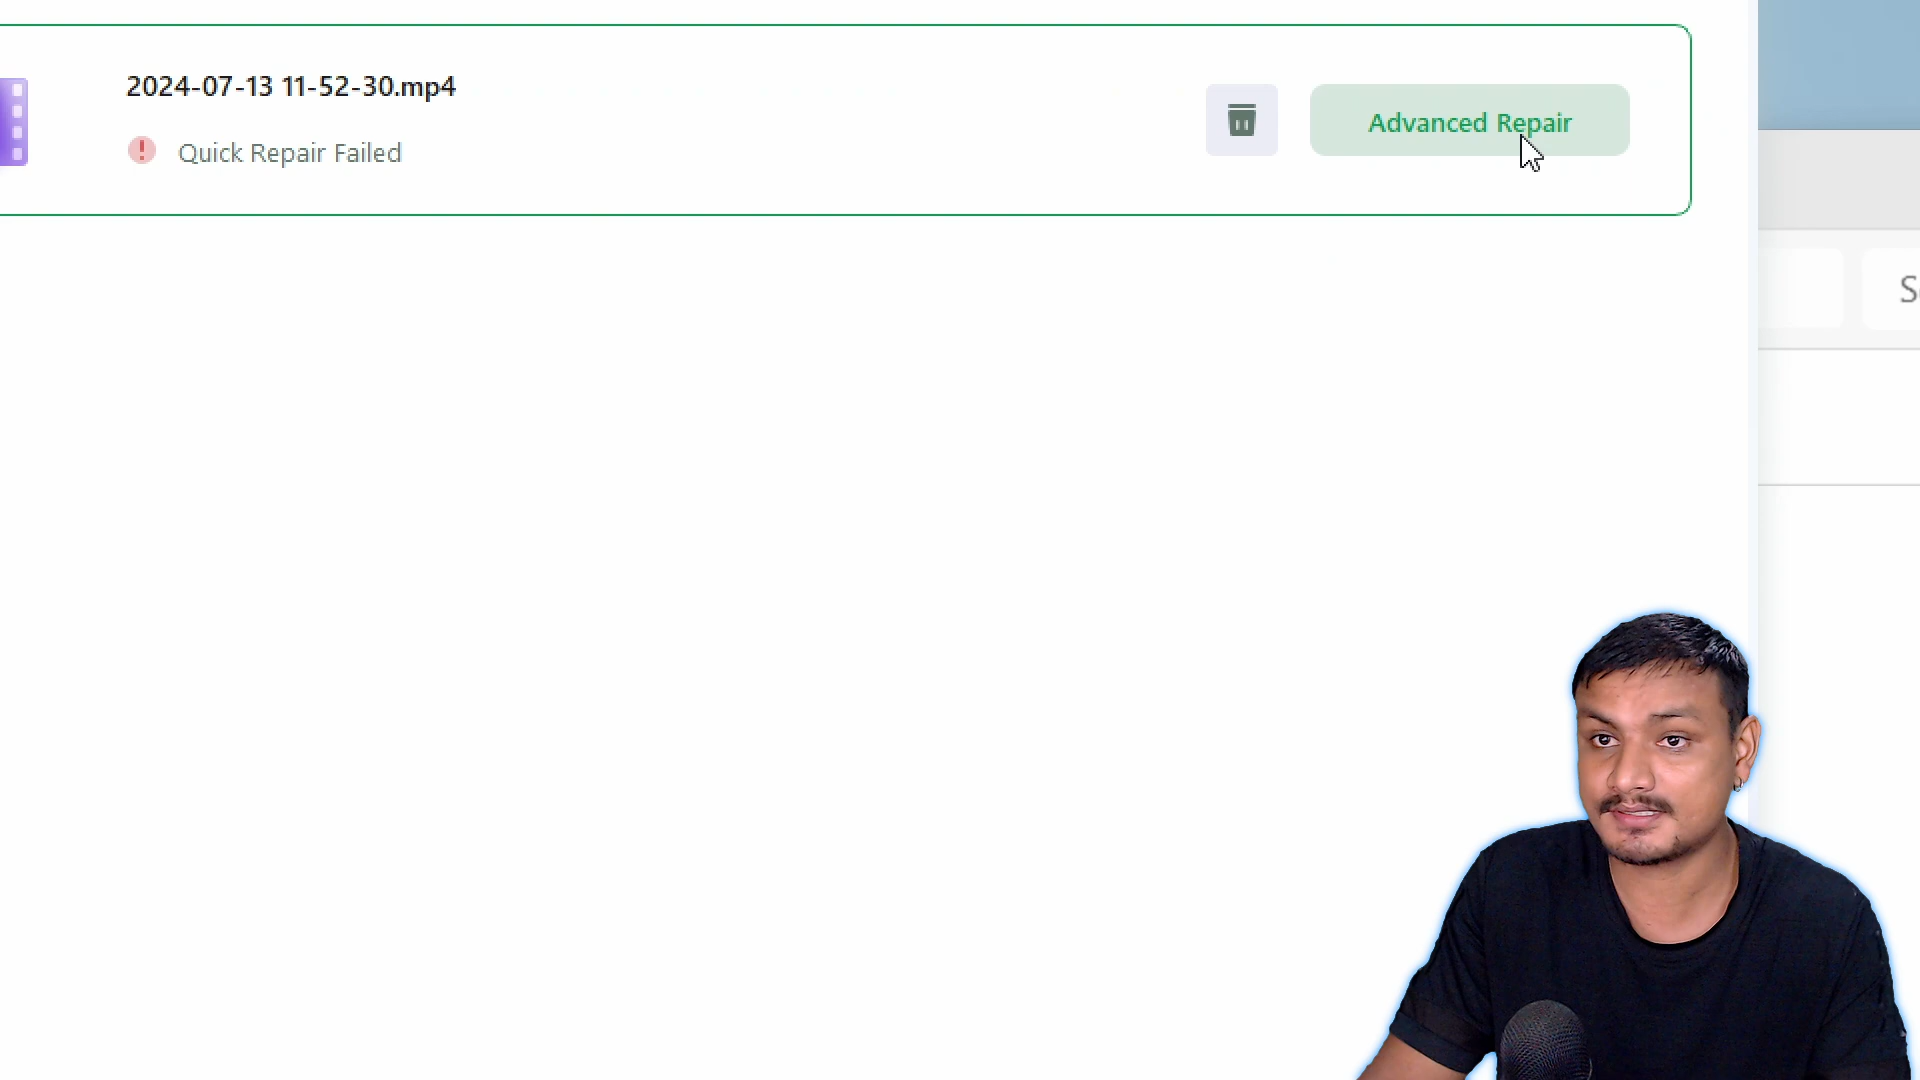 2024-07-13 11-52-30.mp4
Quick Repair Failed
Advanced Repair